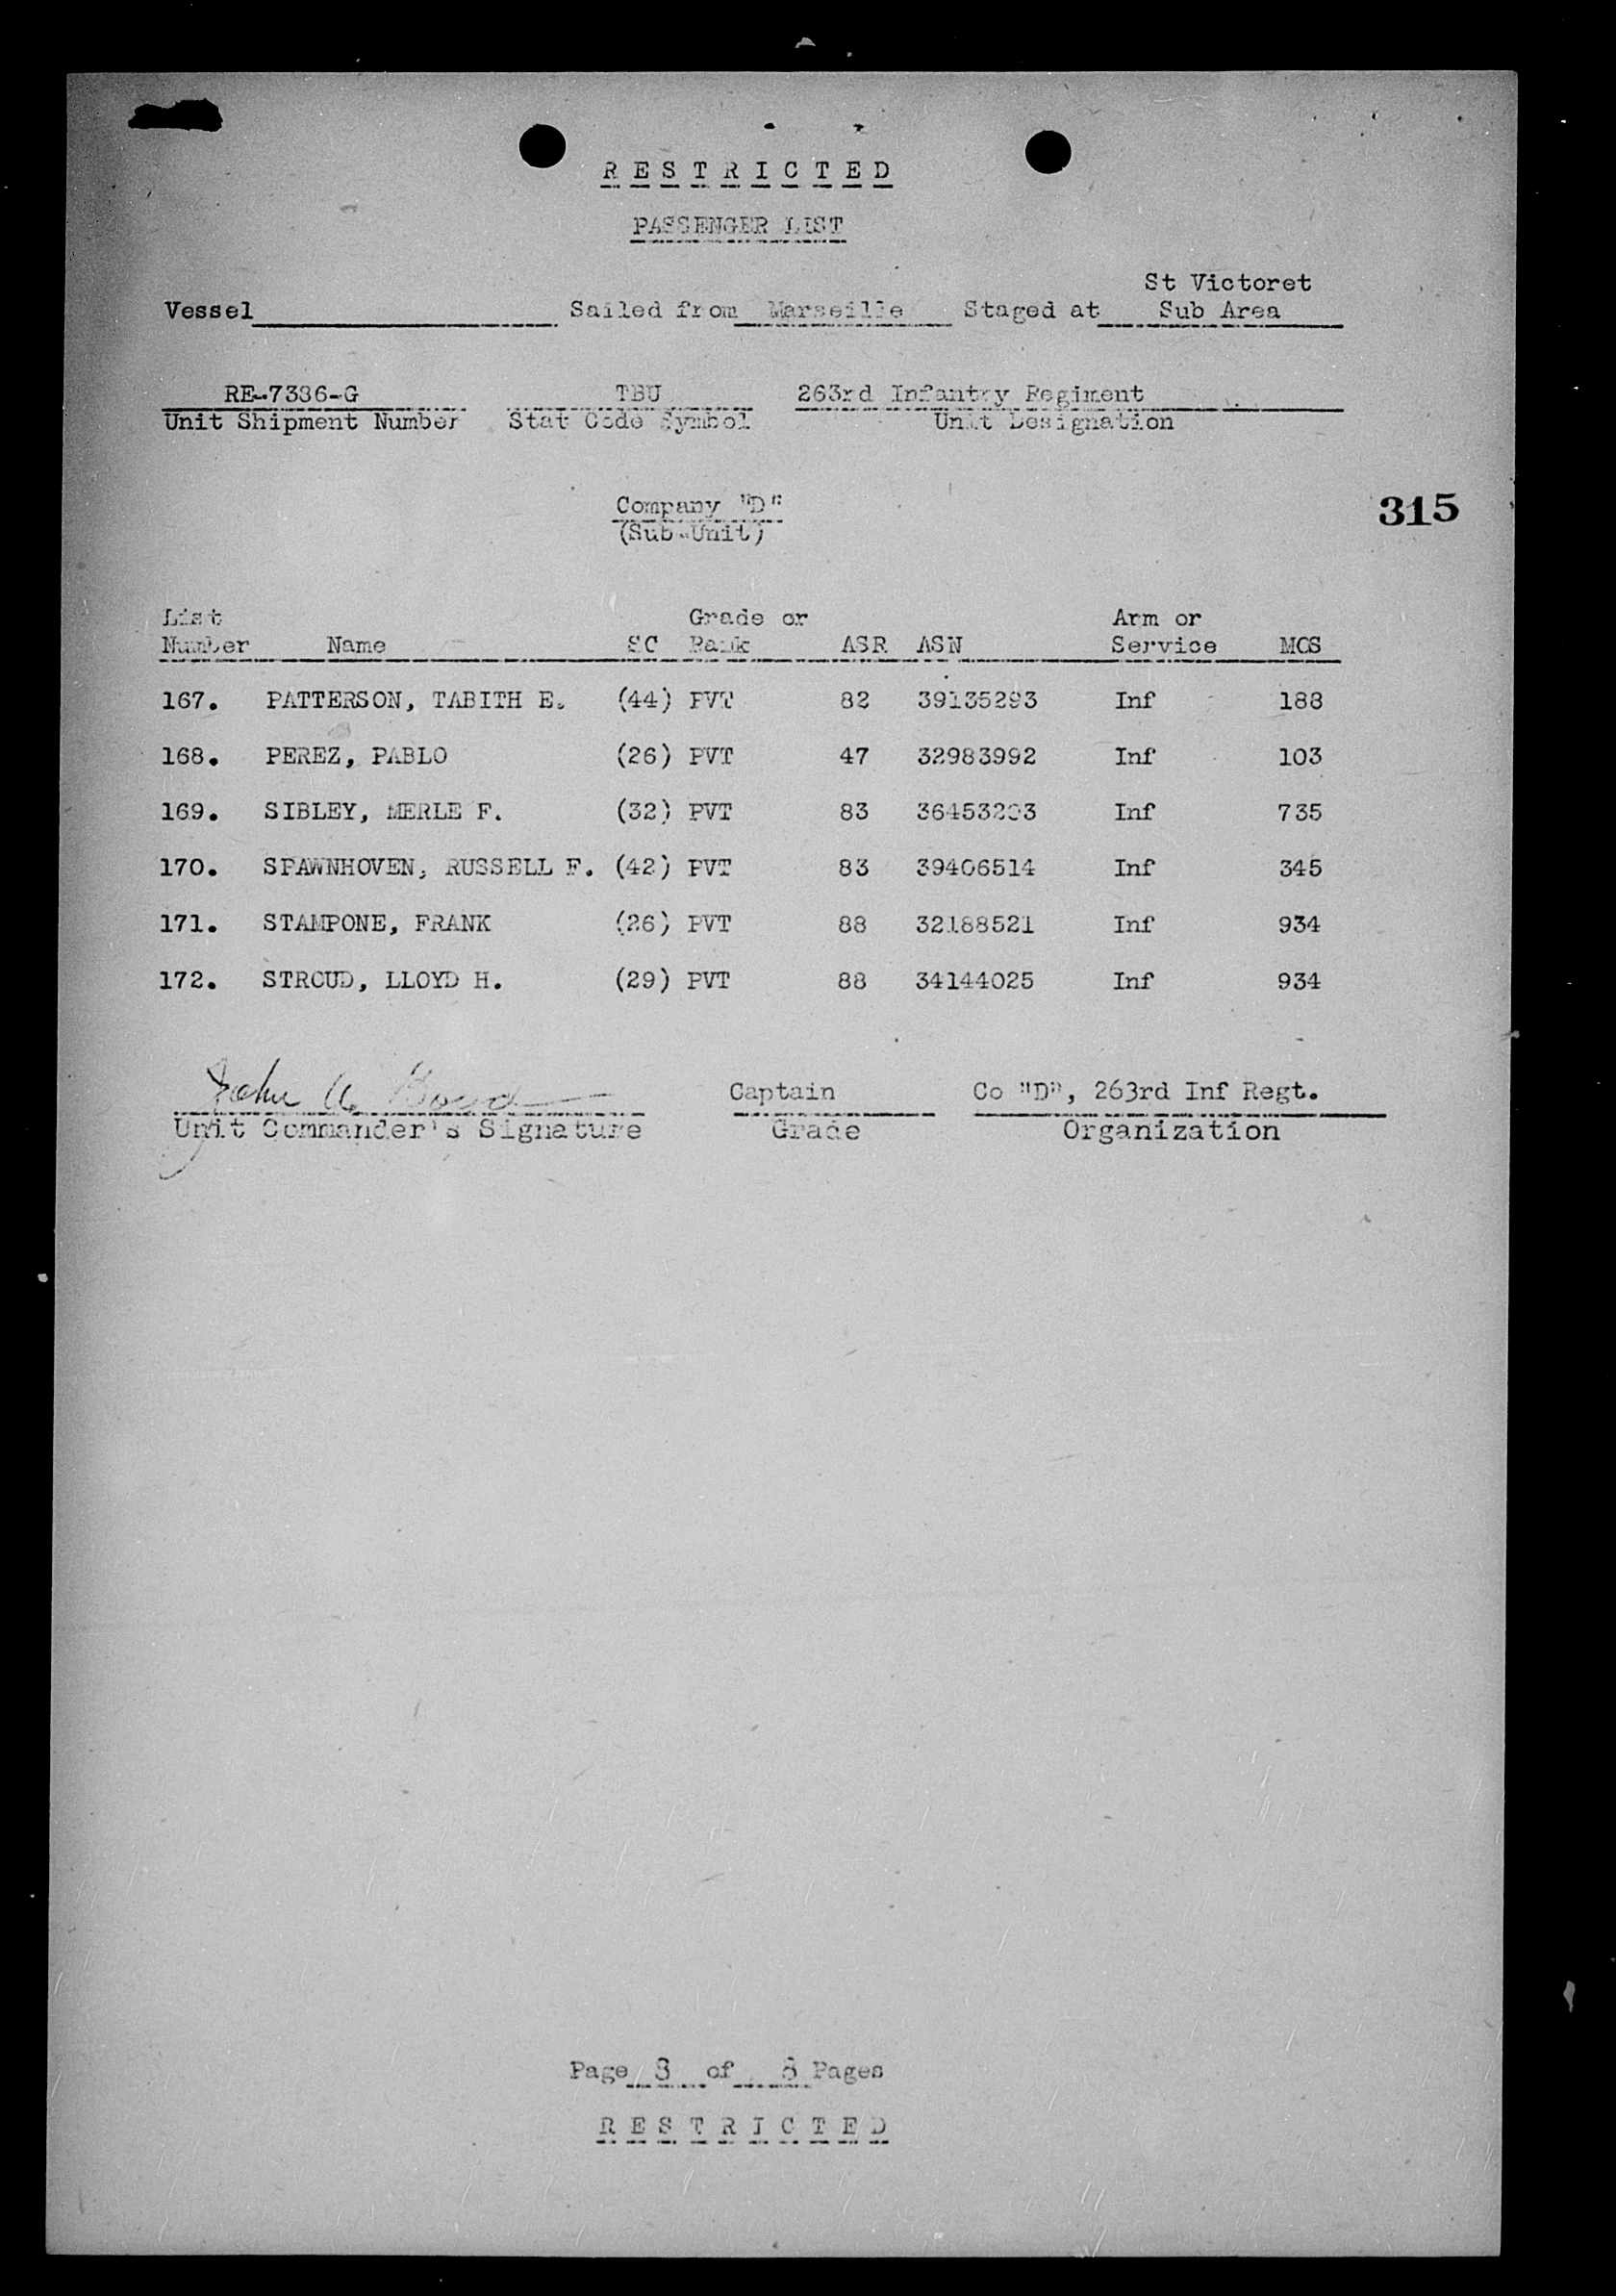 RESTRICTED
PASSENGER LIST
St Victoret
Vessel Sailed from Marseille Staged at Sub Area
RE-7386-G TBU 263rd Infantry Regiment
Unit Shipment Number Stat Code Symbol Unit Designation
Company "D"
(Sub-Unit)
315
List Grade or Arm or
Number Name SC Rank ASR ASN Service MOS
167. PATTERSON, TABITH E. (44) PVT 82 39135293 Inf 188
168. PEREZ, PABLO (26) PVT 47 32983992 Inf 103
169. SIBLEY, MERLE F. (32) PVT 83 Inf 735
170. SPAWNHOVEN, RUSSELL F. (42) PVT 83 39406514 Inf 345
171. STAMPONE, FRANK (26) PVT 88 32188521 Inf 934
172. STROUD, LLOYD H. (29) PVT 88 34144025 Inf 934
John Captain Co "D", 263rd Inf Regt.
Unit Commander's Signature Grade Organization
Page 8 of 8 Pages
RESTRICTED